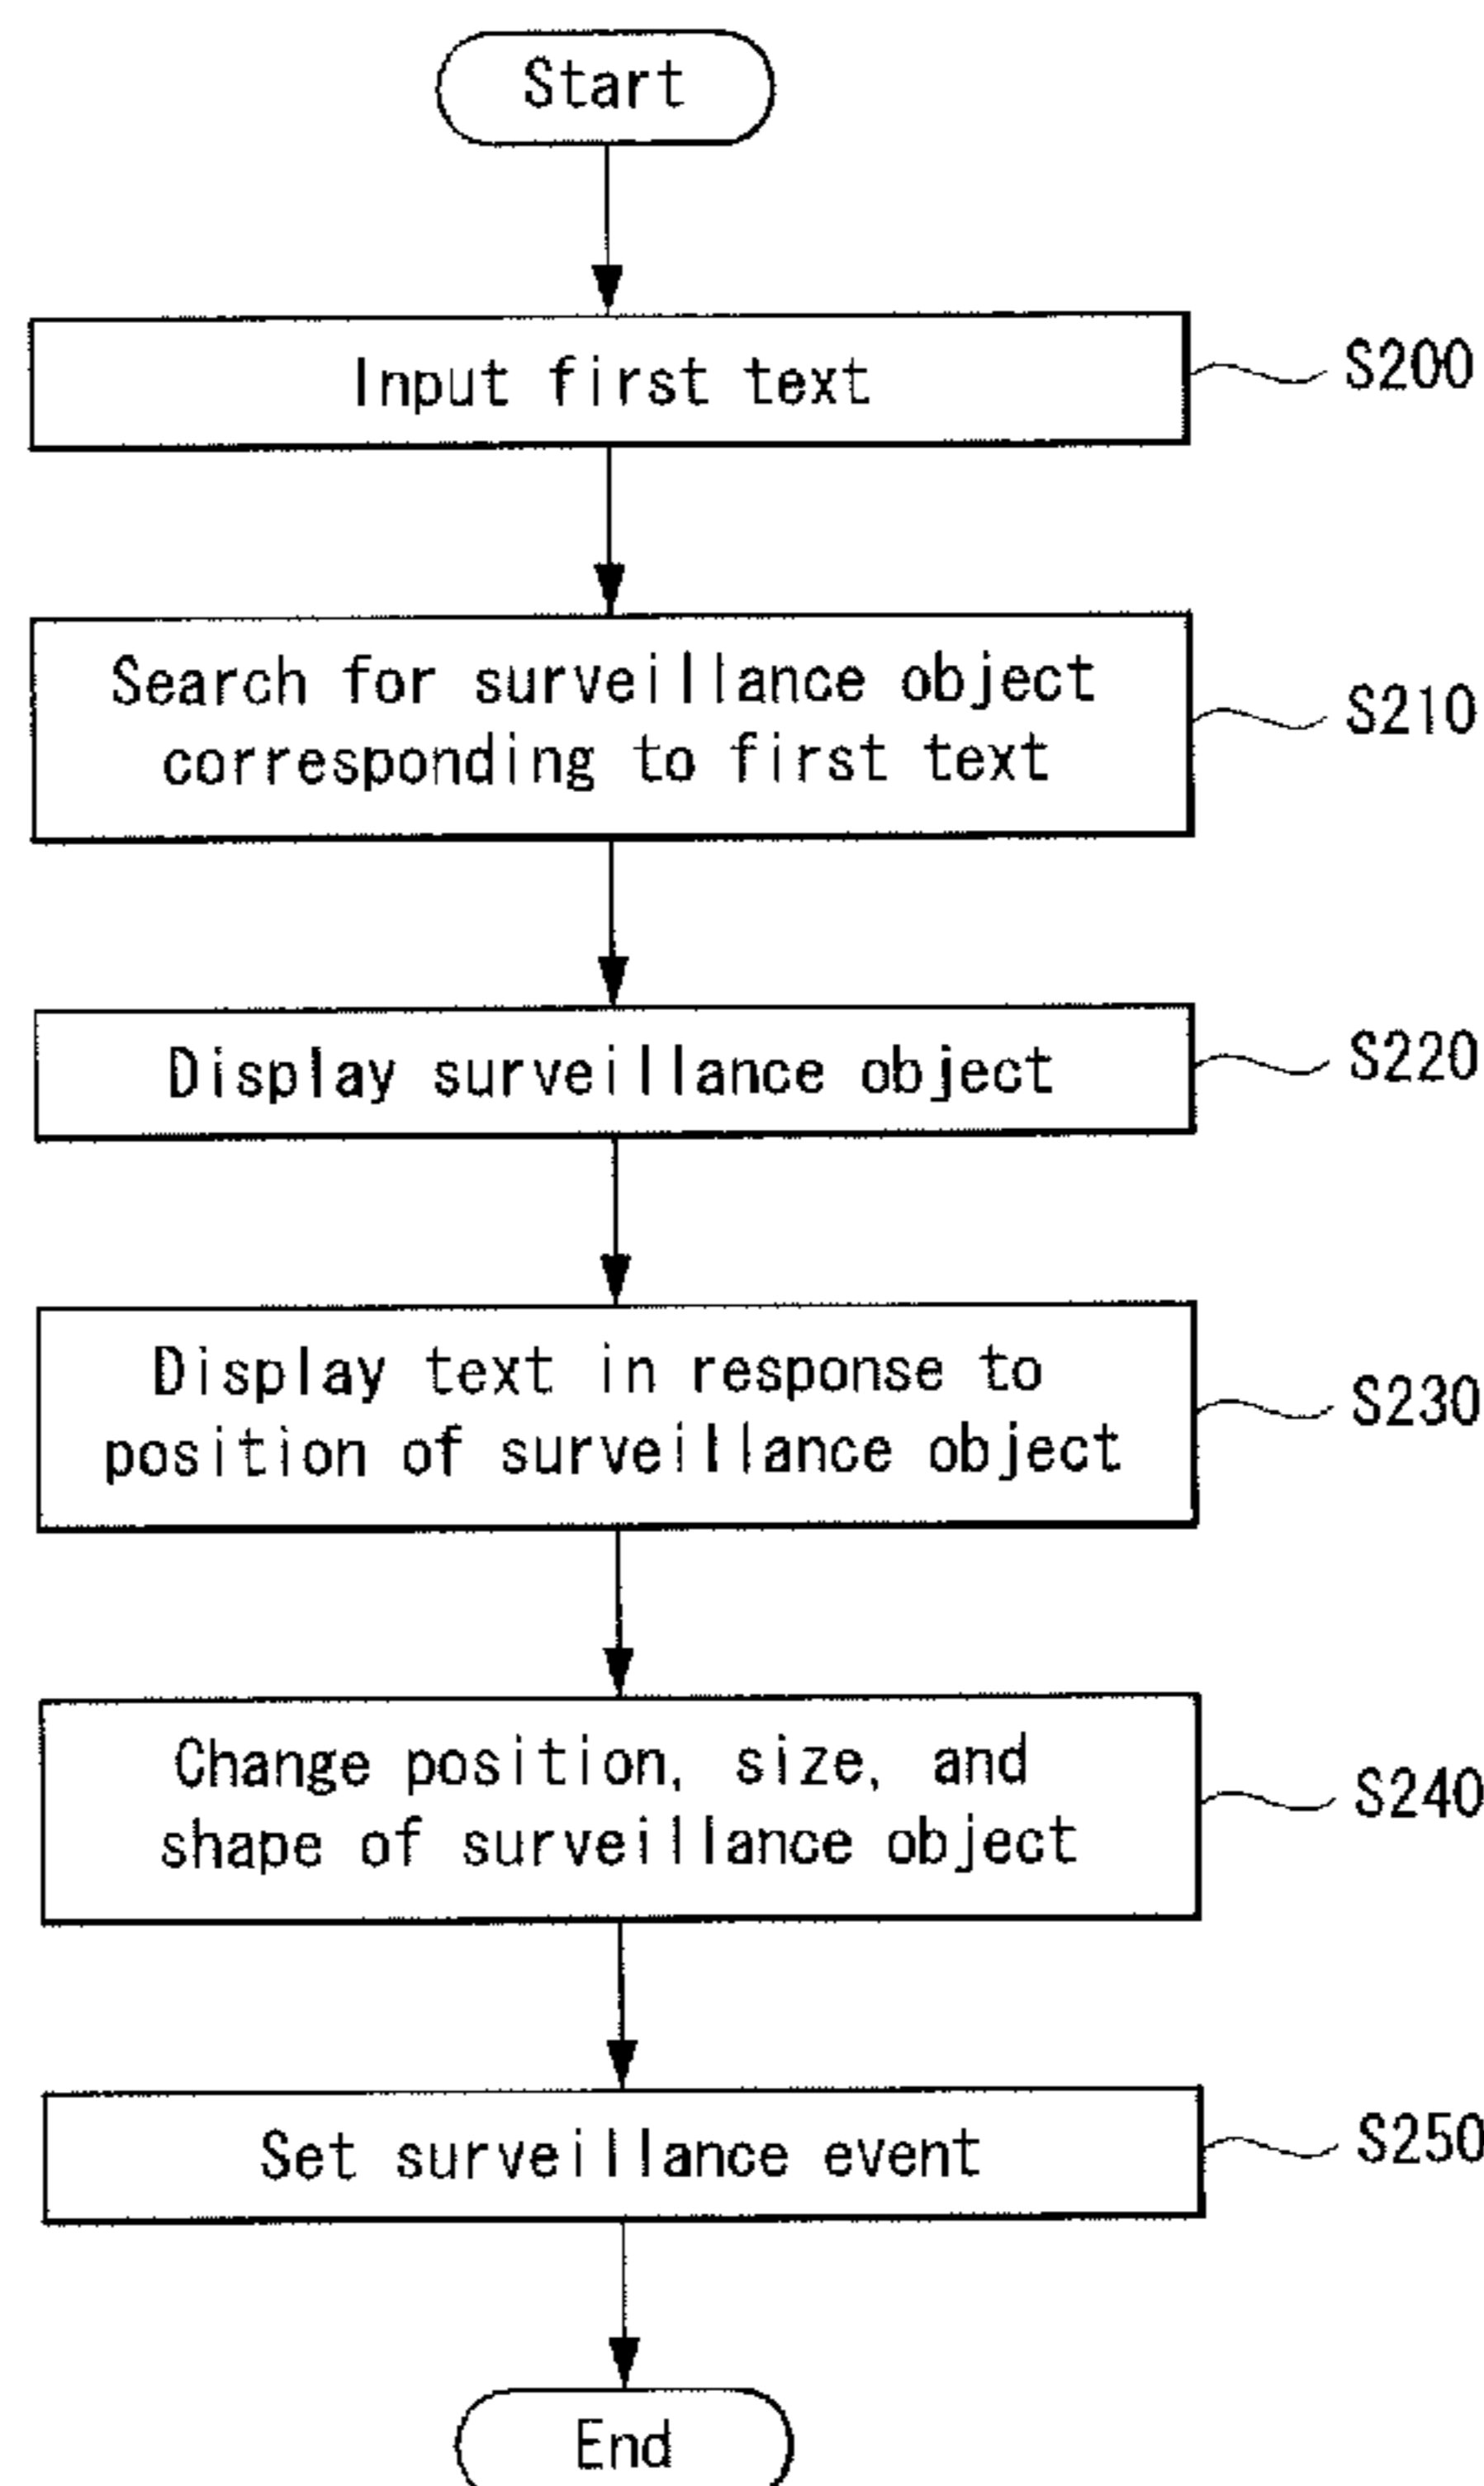 Start
Input first text
S200
Search for surveillance object
corresponding to first text
S210
Display surveillance object
S220
Display text in response to
position of surveillance object
S230
Change position, size, and
shape of surveillance object
S240
Set surveillance event
S250
End